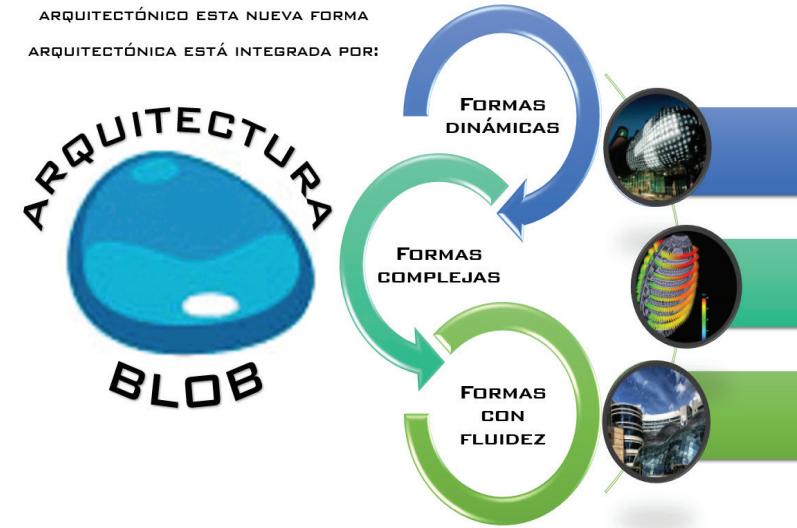 ARQUITECTÓNICO ESTA NUEVA FORMA
ARQUITECTÓNICA ESTÁ INTEGRADA POR:
ARQUITECTURA
BLOB
FORMAS
DINÁMICAS
FORMAS
COMPLEJAS
FORMAS
CON
FLUIDEZ